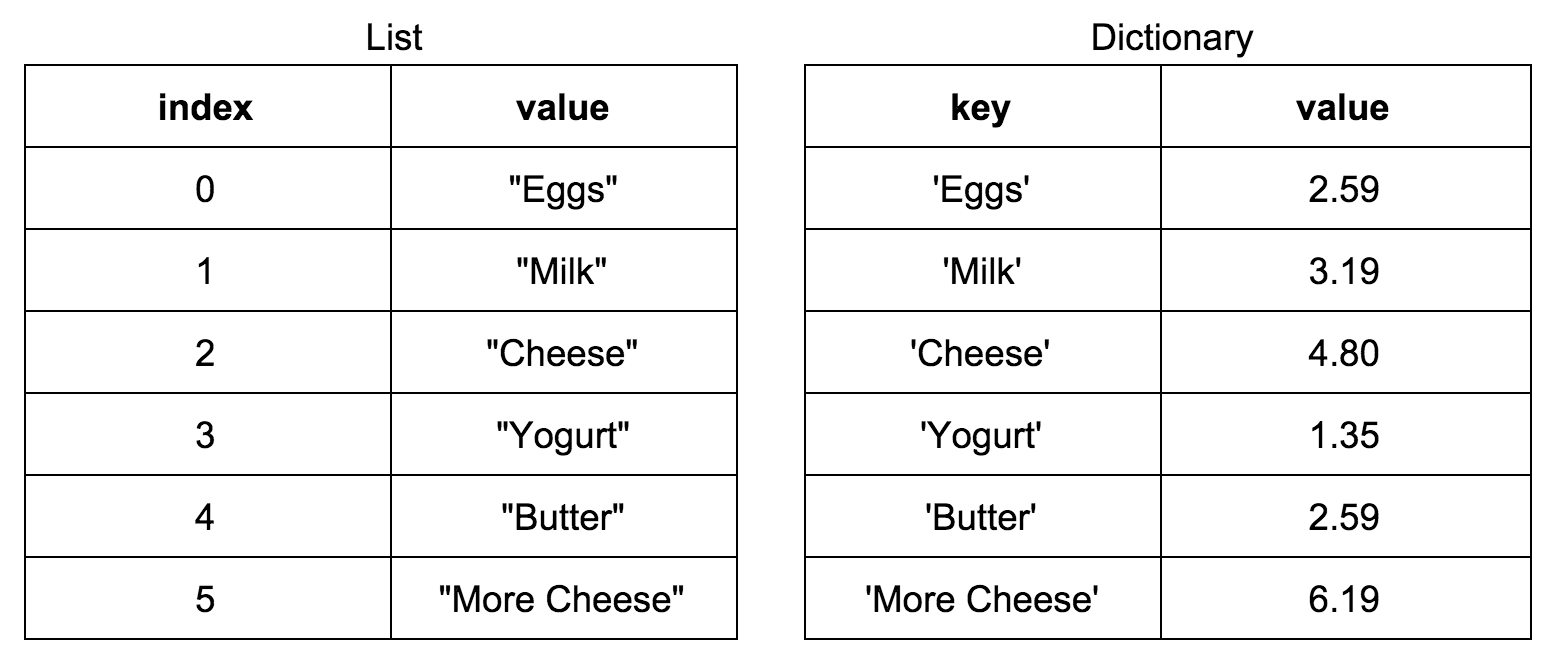 List
index value
0 "Eggs"
1 "Milk"
2 "Cheese"
3 "Yogurt"
4 "Butter"
5 "More Cheese"
Dictionary
key value
'Eggs' 2.59
'Milk' 3.19
'Cheese' 4.80
'Yogurt' 1.35
'Butter' 2.59
'More Cheese' 6.19